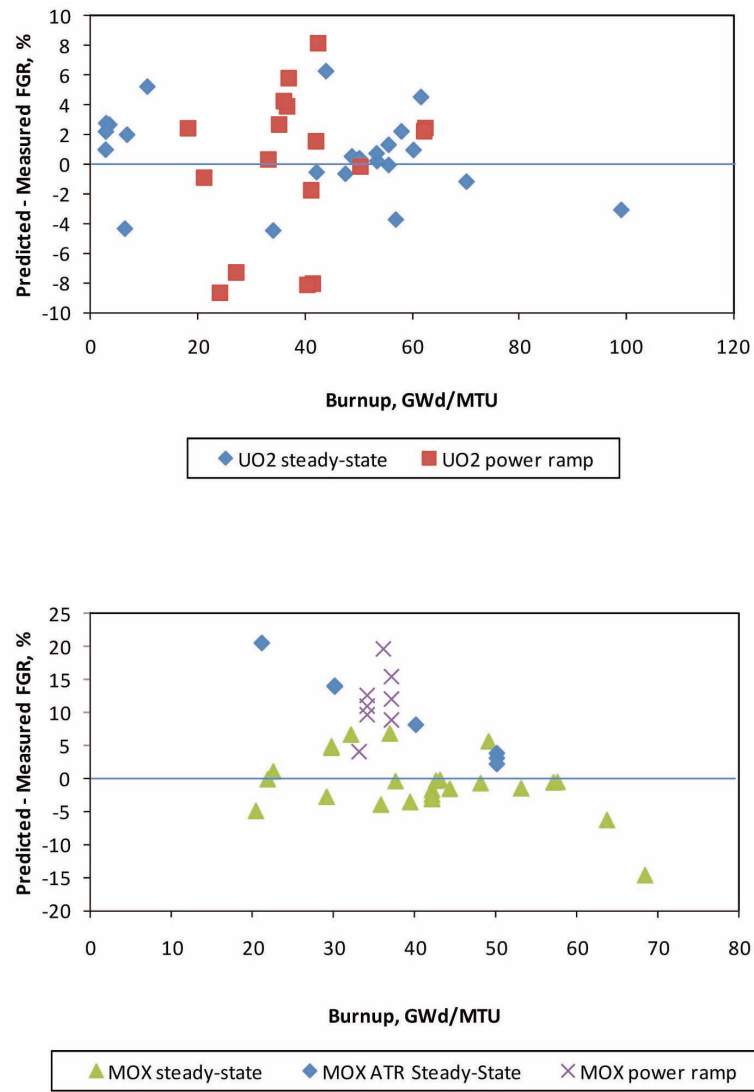 Predicted - Measured FGR, %
10
8
6
4
2
0
-2
-4
-6
-8
-10
0 20 40 60 80 100 120
Burnup, GWd/MTU
UO2 steady-state UO2 power ramp
Predicted - Measured FGR, %
25
20
15
10
5
0
-5
-10
-15
-20
0 10 20 30 40 50 60 70 80
Burnup, GWd/MTU
MOX steady-state MOX ATR Steady-State MOX power ramp